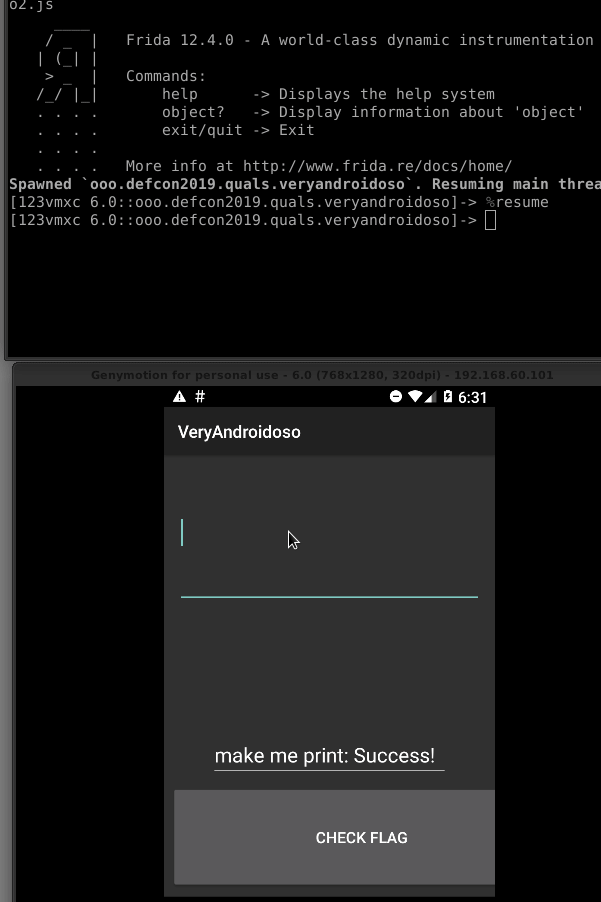 o2.js
     ____
    / _  |   Frida 12.4.0 - A world-class dynamic instrumentation
   | (_| |
    > _  |   Commands:
   /_/ |_|       help      -> Displays the help system
   . . . .       object?   -> Display information about 'object'
   . . . .       exit/quit -> Exit
   . . . .
   . . . .   More info at http://www.frida.re/docs/home/
Spawned `ooo.defcon2019.quals.veryandroidoso`. Resuming main threa
[123vmxc 6.0::ooo.defcon2019.quals.veryandroidoso]-> %resume
[123vmxc 6.0::ooo.defcon2019.quals.veryandroidoso]->
Genymotion for personal use - 6.0 (768x1280, 320dpi) - 192.168.60.101
# 6:31
VeryAndroidoso
make me print: Success!
CHECK FLAG